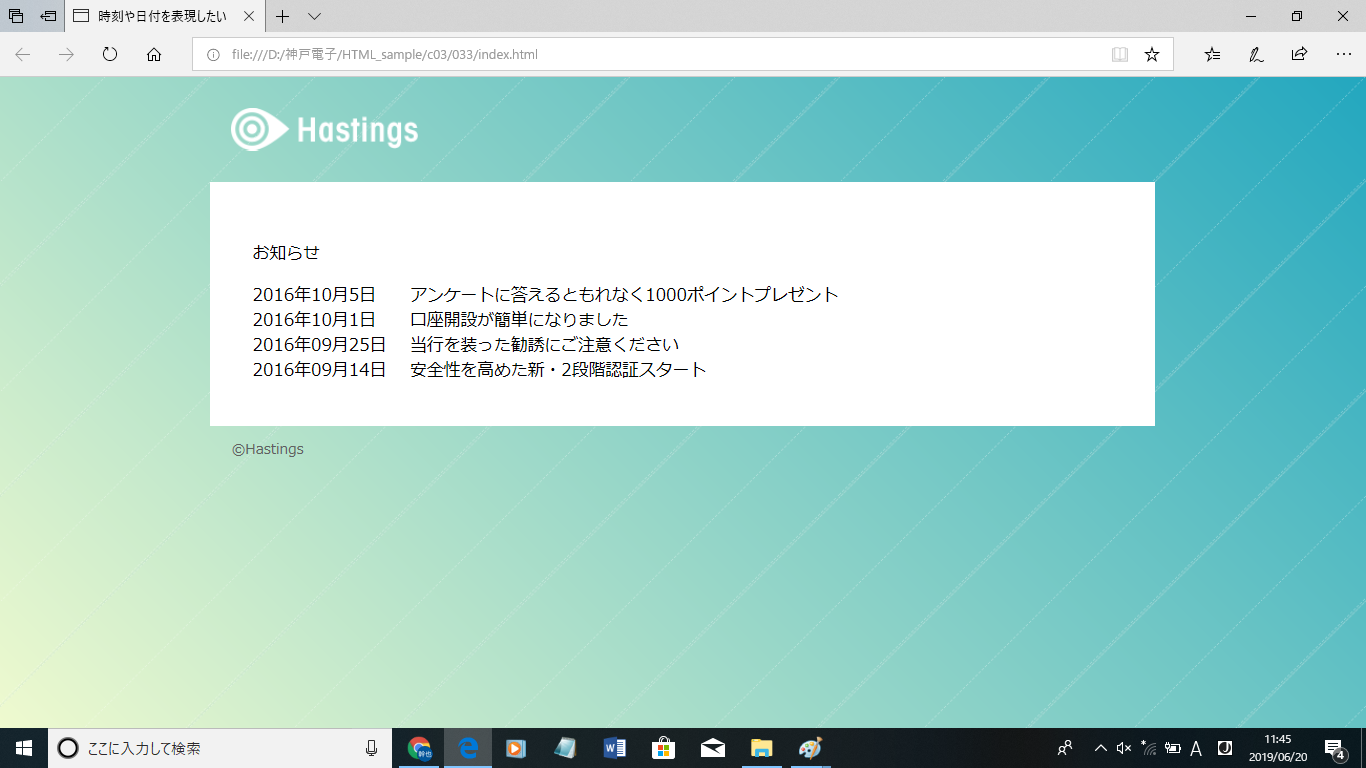 時刻や日付を表現したい
file:///D:/神戸電子/HTML_sample/c03/033/index.html
Hastings
お知らせ
2016年10月5日 アンケートに答えるともれなく1000ポイントプレゼント
2016年10月1日 口座開設が簡単になりました
2016年09月25日 当行を装った勧誘にご注意ください
2016年09月14日 安全性を高めた新・2段階認証スタート
©Hastings
ここに入力して検索
A
11:45
2019/06/20
4